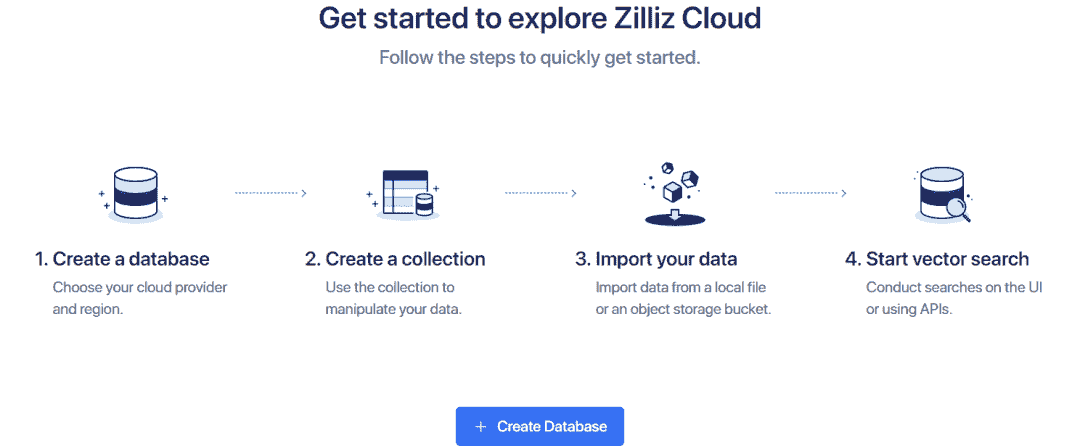 Get started to explore Zilliz Cloud
Follow the steps to quickly get started.
1. Create a database
Choose your cloud provider
and region.
2. Create a collection
Use the collection to
manipulate your data.
3. Import your data
Import data from a local file
or an object storage bucket.
4. Start vector search
Conduct searches on the UI
or using APIs.
+ Create Database